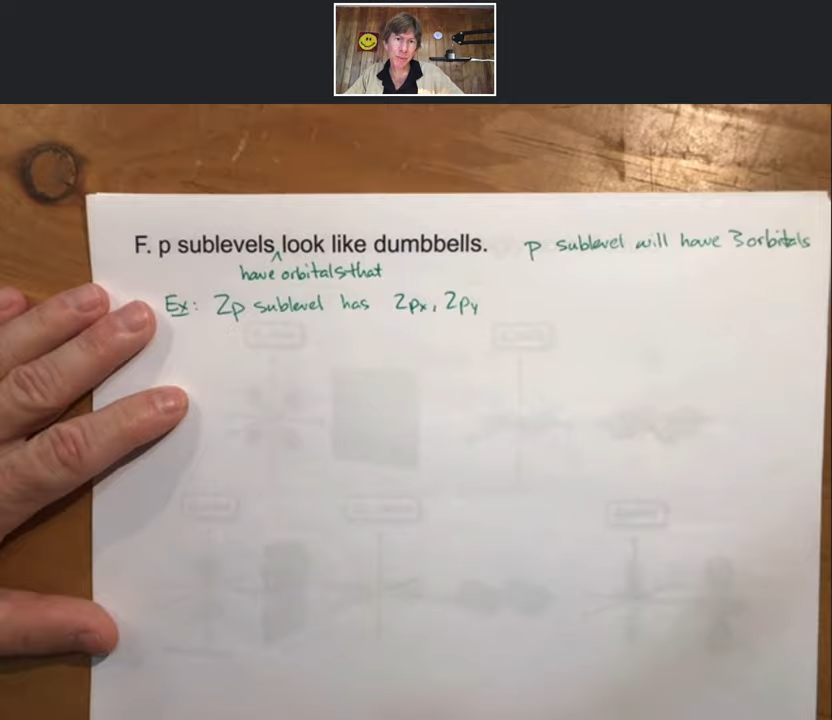 F. p sublevels ^ look like dumbbells. p sublevel will have 3 orbitals
have orbitals that
Ex: 2p sublevel has 2px, 2py